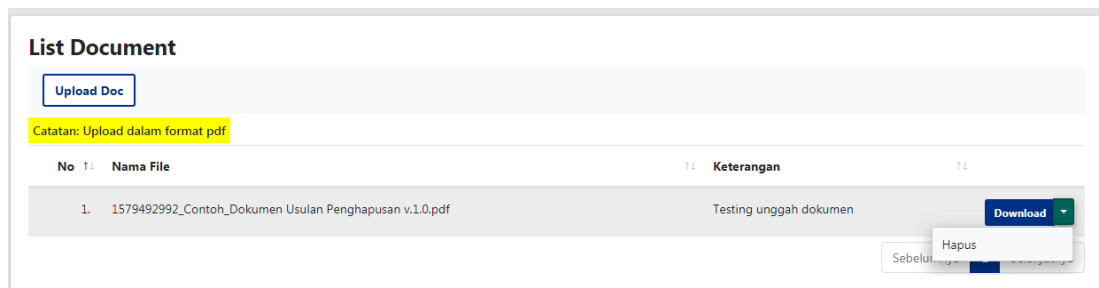 List Document
Upload Doc
Catatan: Upload dalam format pdf
No Nama File Keterangan
1. 1579492992_Contoh_Dokumen Usulan Penghapusan v.1.0.pdf Testing unggah dokumen Download
Hapus